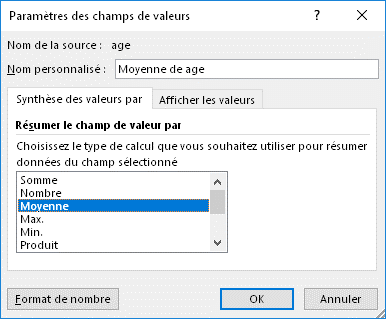 Paramètres des champs de valeurs ? ×
Nom de la source : age
Nom personnalisé : Moyenne de age
Synthèse des valeurs par Afficher les valeurs
Résumer le champ de valeur par
Choisissez le type de calcul que vous souhaitez utiliser pour résumer
données du champ sélectionné
Somme
Nombre
Moyenne
Max.
Min.
Produit
Format de nombre OK Annuler